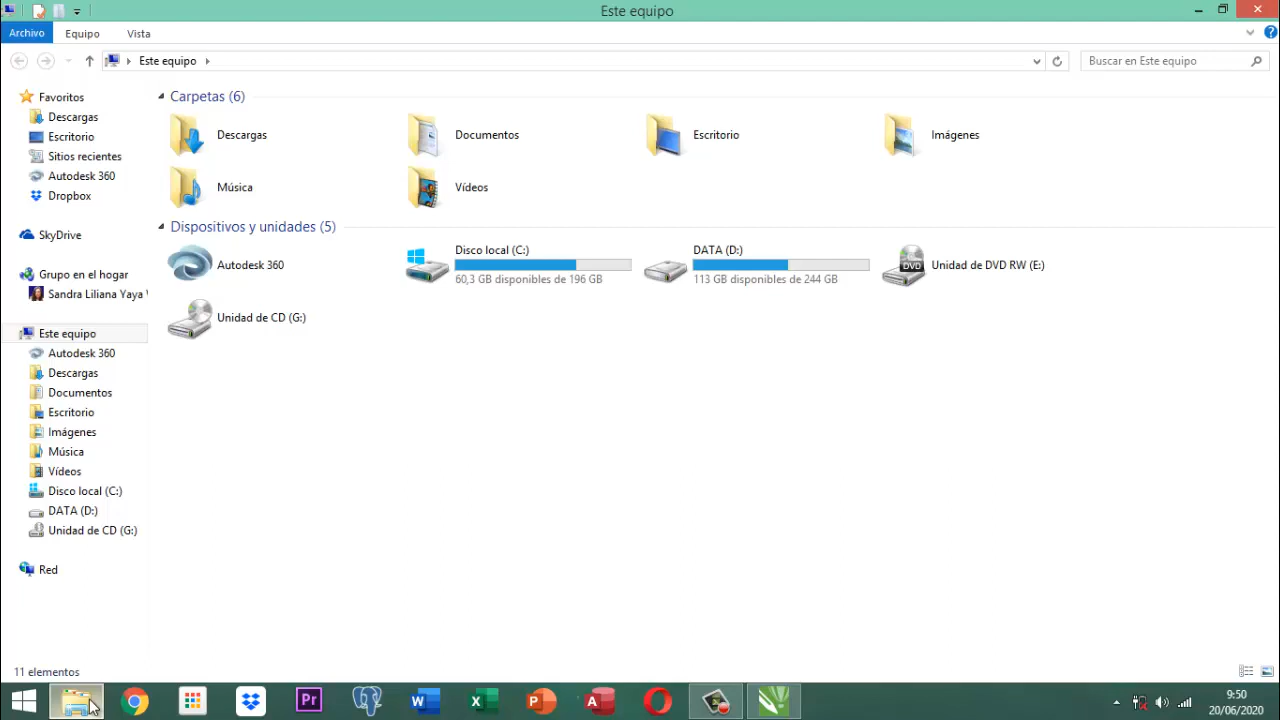 Este equipo
Archivo
Equipo
Vista
Este equipo
Buscar en Este equipo
Favoritos
Descargas
Escritorio
Sitios recientes
Autodesk 360
Dropbox
SkyDrive
Grupo en el hogar
Sandra Liliana Yaya
Este equipo
Autodesk 360
Descargas
Documentos
Escritorio
Imágenes
Música
Vídeos
Disco local (C:)
DATA (D:)
Unidad de CD (G:)
Red
Carpetas (6)
Descargas
Documentos
Escritorio
Imágenes
Música
Vídeos
Dispositivos y unidades (5)
Autodesk 360
Disco local (C:)
60,3 GB disponibles de 196 GB
DATA (D:)
113 GB disponibles de 244 GB
DVD
Unidad de DVD RW (E:)
Unidad de CD (G:)
11 elementos
Pr
W
X
P
A
9:50
20/06/2020